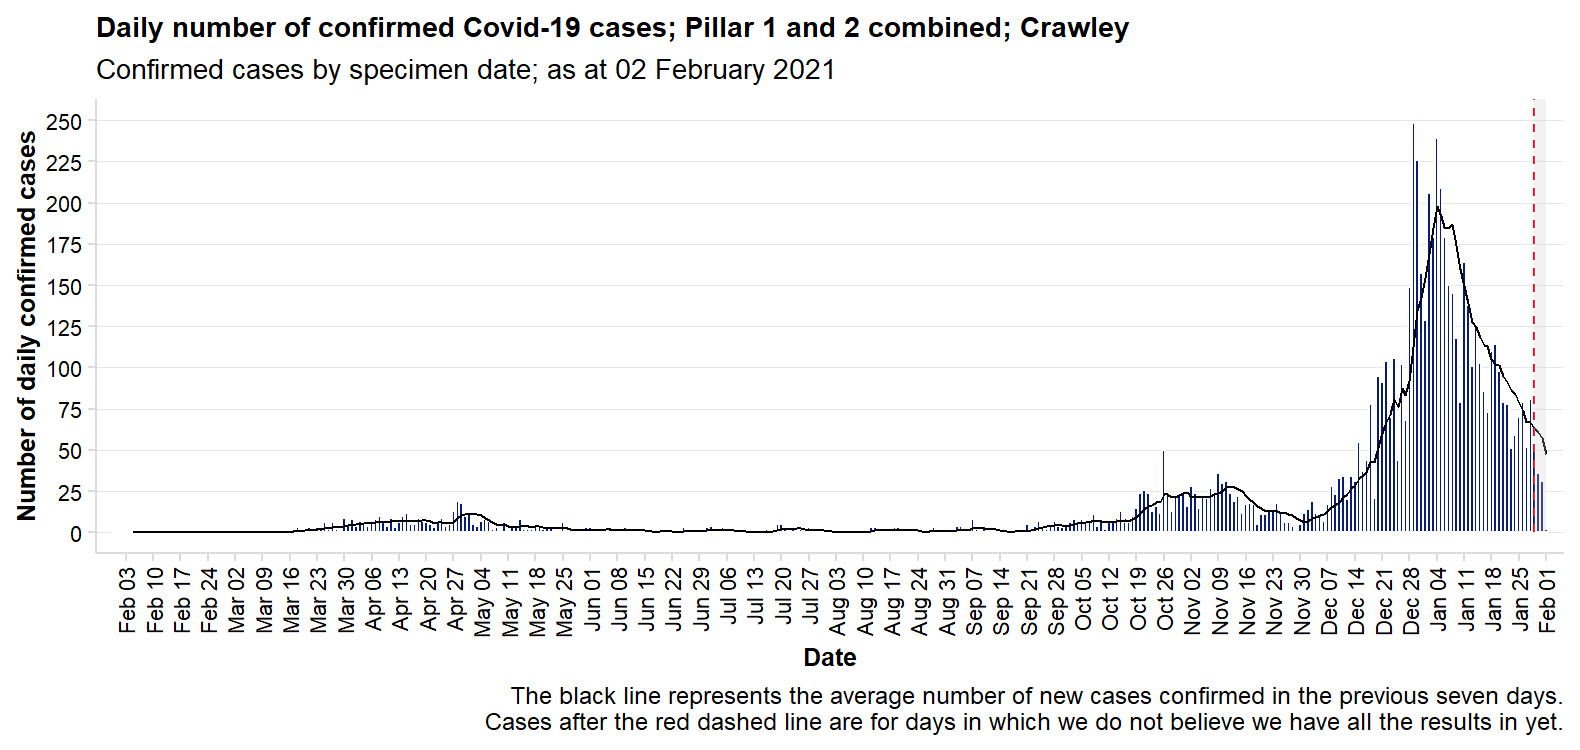 Daily number of confirmed Covid-19 cases; Pillar 1 and 2 combined; Crawley
Confirmed cases by specimen date; as at 02 February 2021
Number of daily confirmed cases
250
225
200
175
150
125
100
75
50
25
0
Feb 03
Feb 10
Feb 17
Feb 24
Mar 02
Mar 09
Mar 16
Mar 23
Mar 30
Apr 06
Apr 13
Apr 20
Apr 27
May 04
May 11
May 18
May 25
Jun 01
Jun 08
Jun 15
Jun 22
Jun 29
Jul 06
Jul 13
Jul 20
Jul 27
Aug 03
Aug 10
Aug 17
Aug 24
Aug 31
Sep 07
Sep 14
Sep 21
Sep 28
Oct 05
Oct 12
Oct 19
Oct 26
Nov 02
Nov 09
Nov 16
Nov 23
Nov 30
Dec 07
Dec 14
Dec 21
Dec 28
Jan 04
Jan 11
Jan 18
Jan 25
Feb 01
Date
The black line represents the average number of new cases confirmed in the previous seven days.
Cases after the red dashed line are for days in which we do not believe we have all the results in yet.